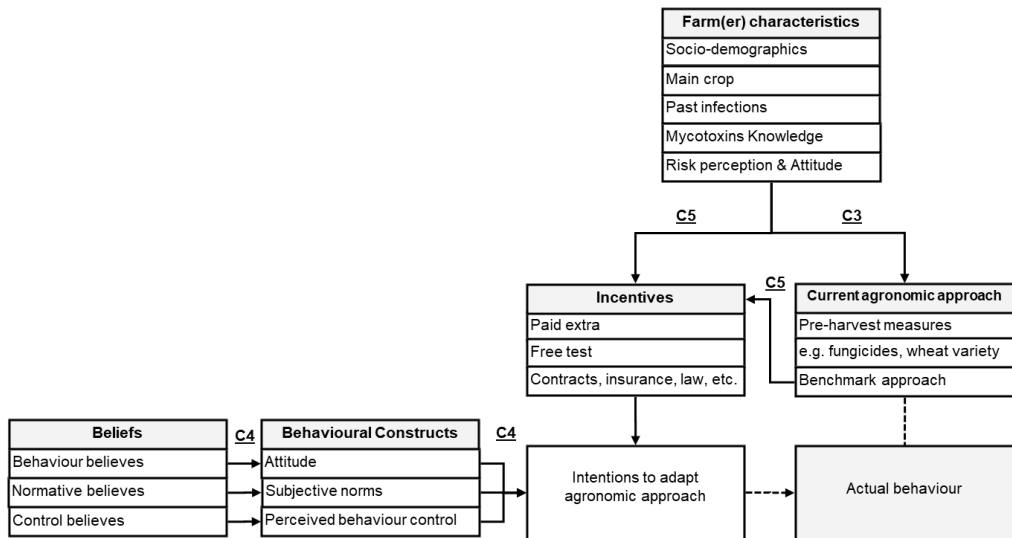 Farm(er) characteristics
Socio-demographics
Main crop
Past infections
Mycotoxins Knowledge
Risk perception & Attitude
C5
C3
Incentives
Paid extra
Free test
Contracts, insurance, law, etc.
C5
Current agronomic approach
Pre-harvest measures
e.g. fungicides, wheat variety
Benchmark approach
Beliefs
Behaviour believes
Normative believes
Control believes
C4
Behavioural Constructs
Attitude
Subjective norms
Perceived behaviour control
C4
Intentions to adapt
agronomic approach
Actual behaviour